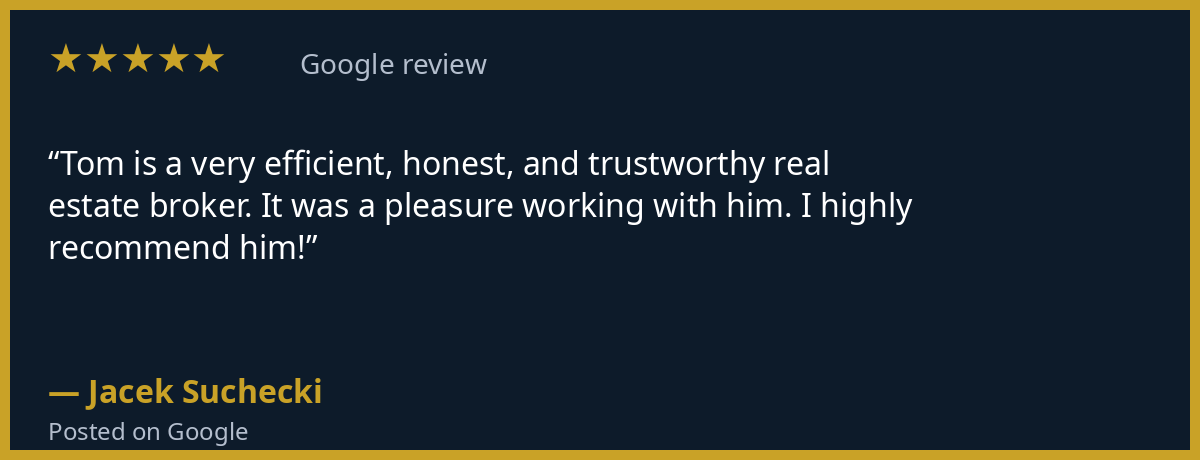 ★★★★★ Google review
“Tom is a very efficient, honest, and trustworthy real
estate broker. It was a pleasure working with him. I highly
recommend him!”
— Jacek Suchecki
Posted on Google